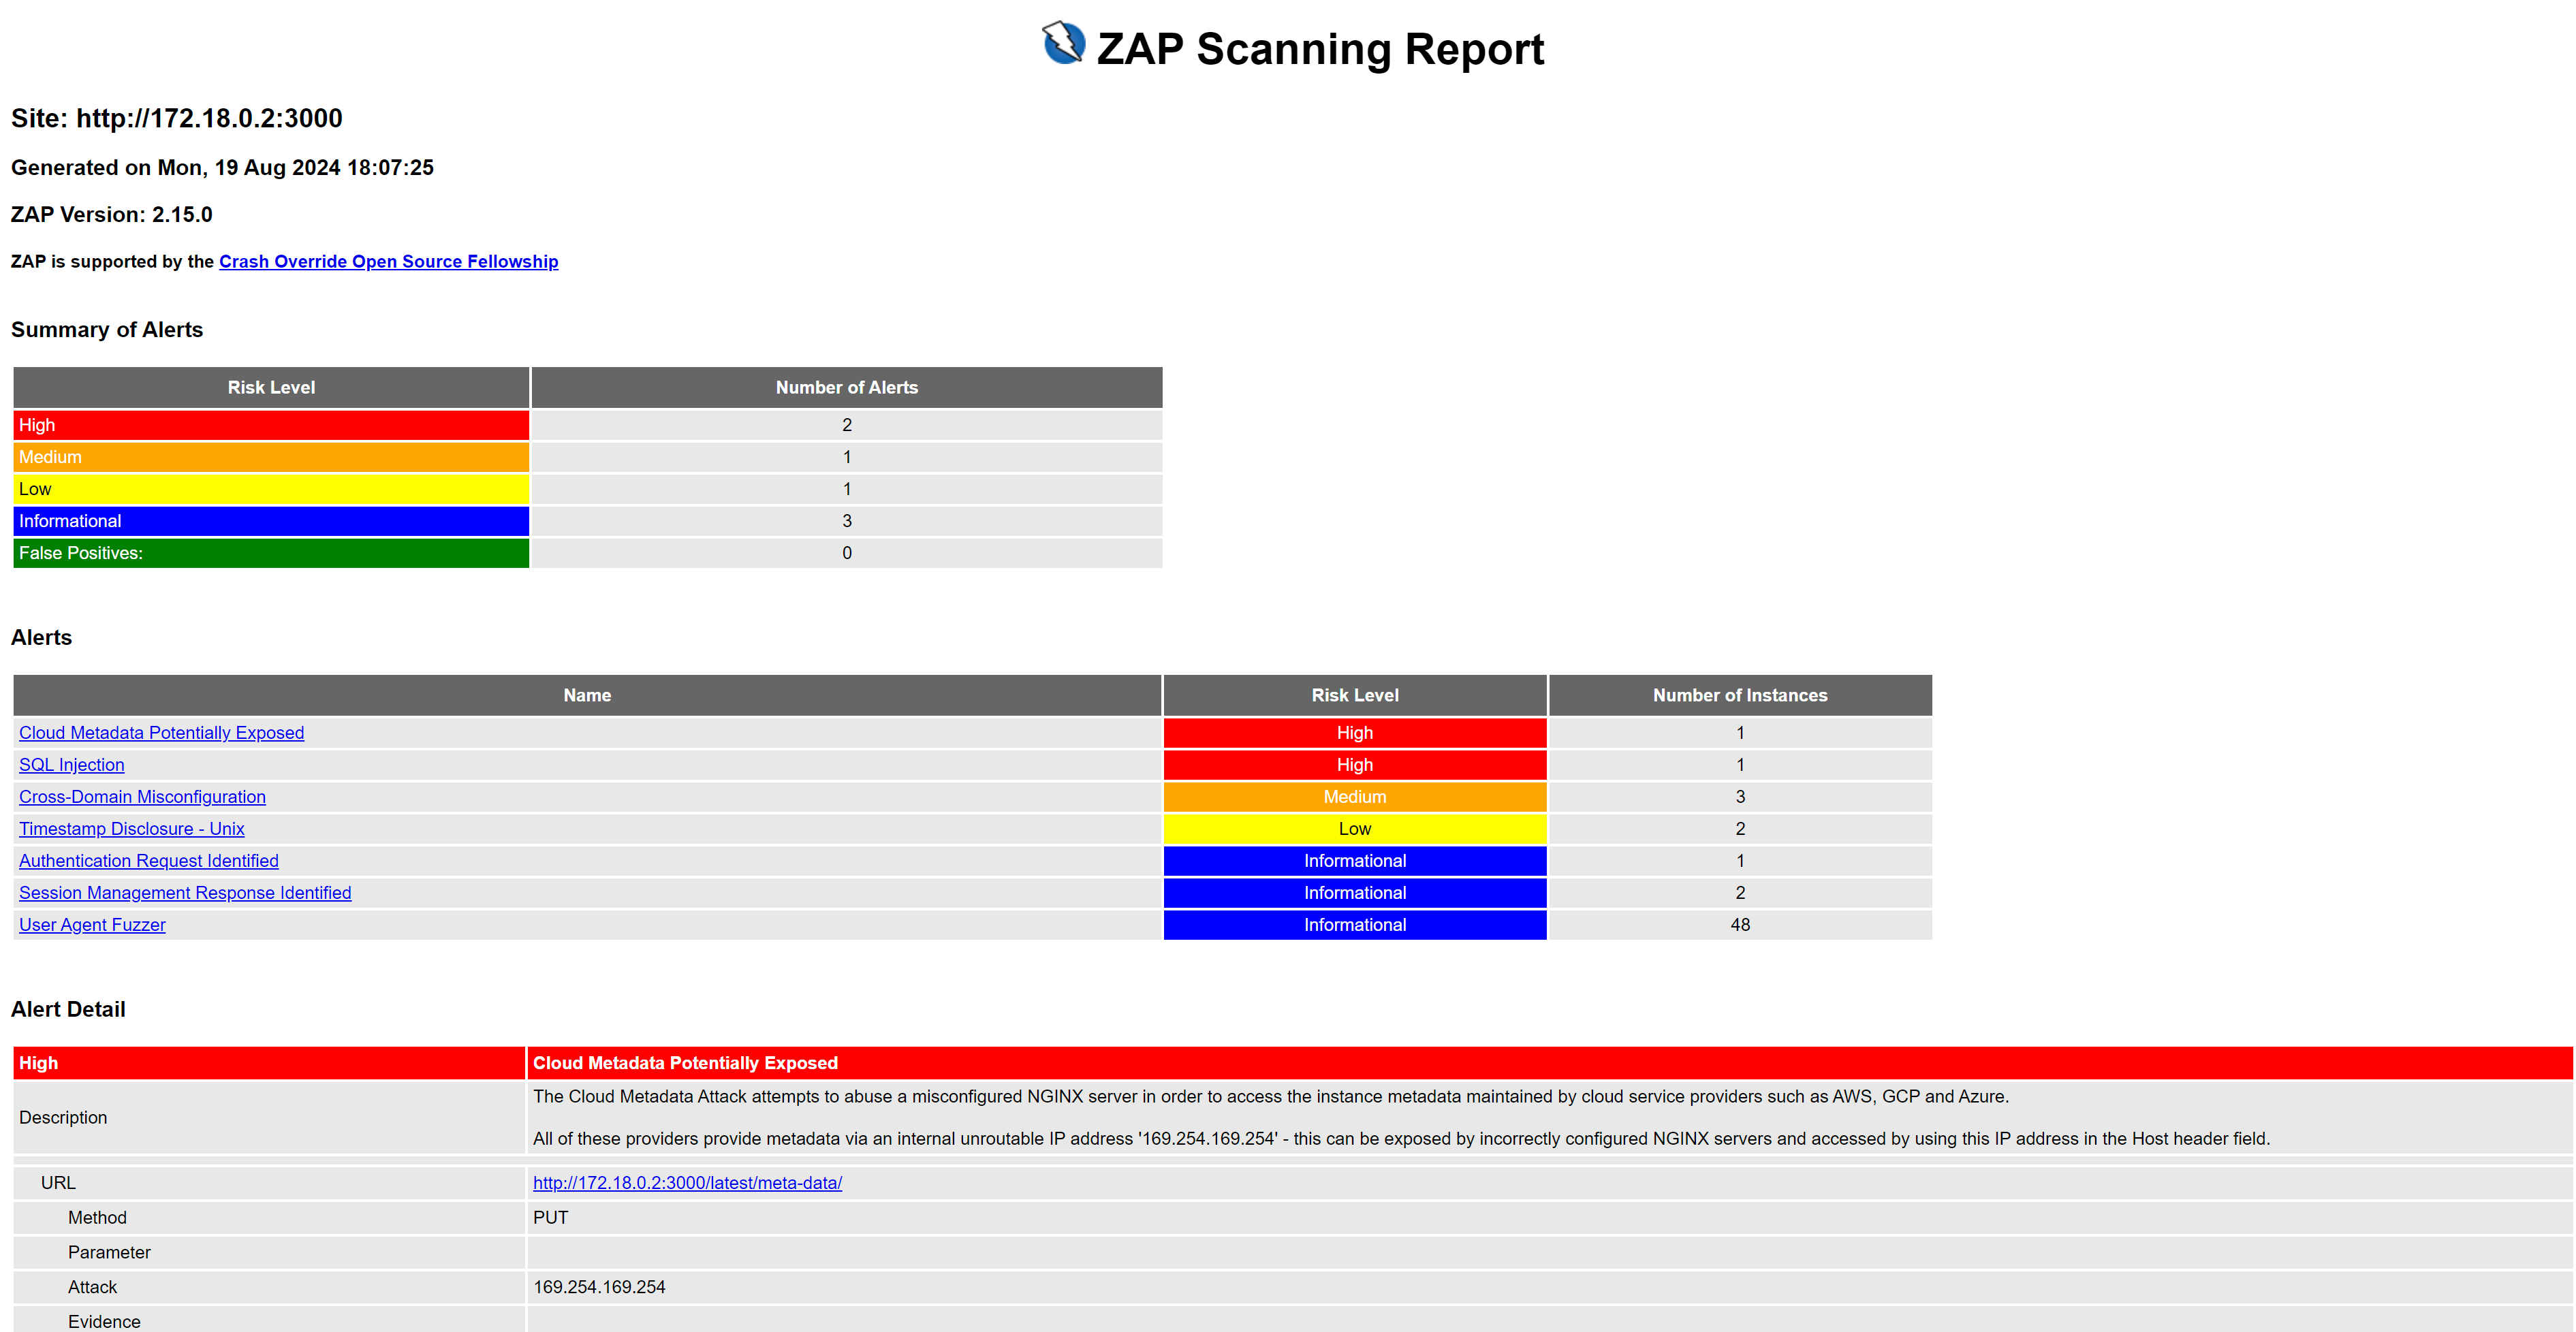 ZAP Scanning Report
Site: http://172.18.0.2:3000
Generated on Mon, 19 Aug 2024 18:07:25
ZAP Version: 2.15.0
ZAP is supported by the Crash Override Open Source Fellowship
Summary of Alerts
Risk Level Number of Alerts
High 2
Medium 1
Low 1
Informational 3
False Positives: 0
Alerts
Name Risk Level Number of Instances
Cloud Metadata Potentially Exposed High 1
SQL Injection High 1
Cross-Domain Misconfiguration Medium 3
Timestamp Disclosure - Unix Low 2
Authentication Request Identified Informational 1
Session Management Response Identified Informational 2
User Agent Fuzzer Informational 48
Alert Detail
High Cloud Metadata Potentially Exposed
Description
The Cloud Metadata Attack attempts to abuse a misconfigured NGINX server in order to access the instance metadata maintained by cloud service providers such as AWS, GCP and Azure.
All of these providers provide metadata via an internal unroutable IP address '169.254.169.254' - this can be exposed by incorrectly configured NGINX servers and accessed by using this IP address in the Host header field.
URL http://172.18.0.2:3000/latest/meta-data/
Method PUT
Parameter
Attack 169.254.169.254
Evidence